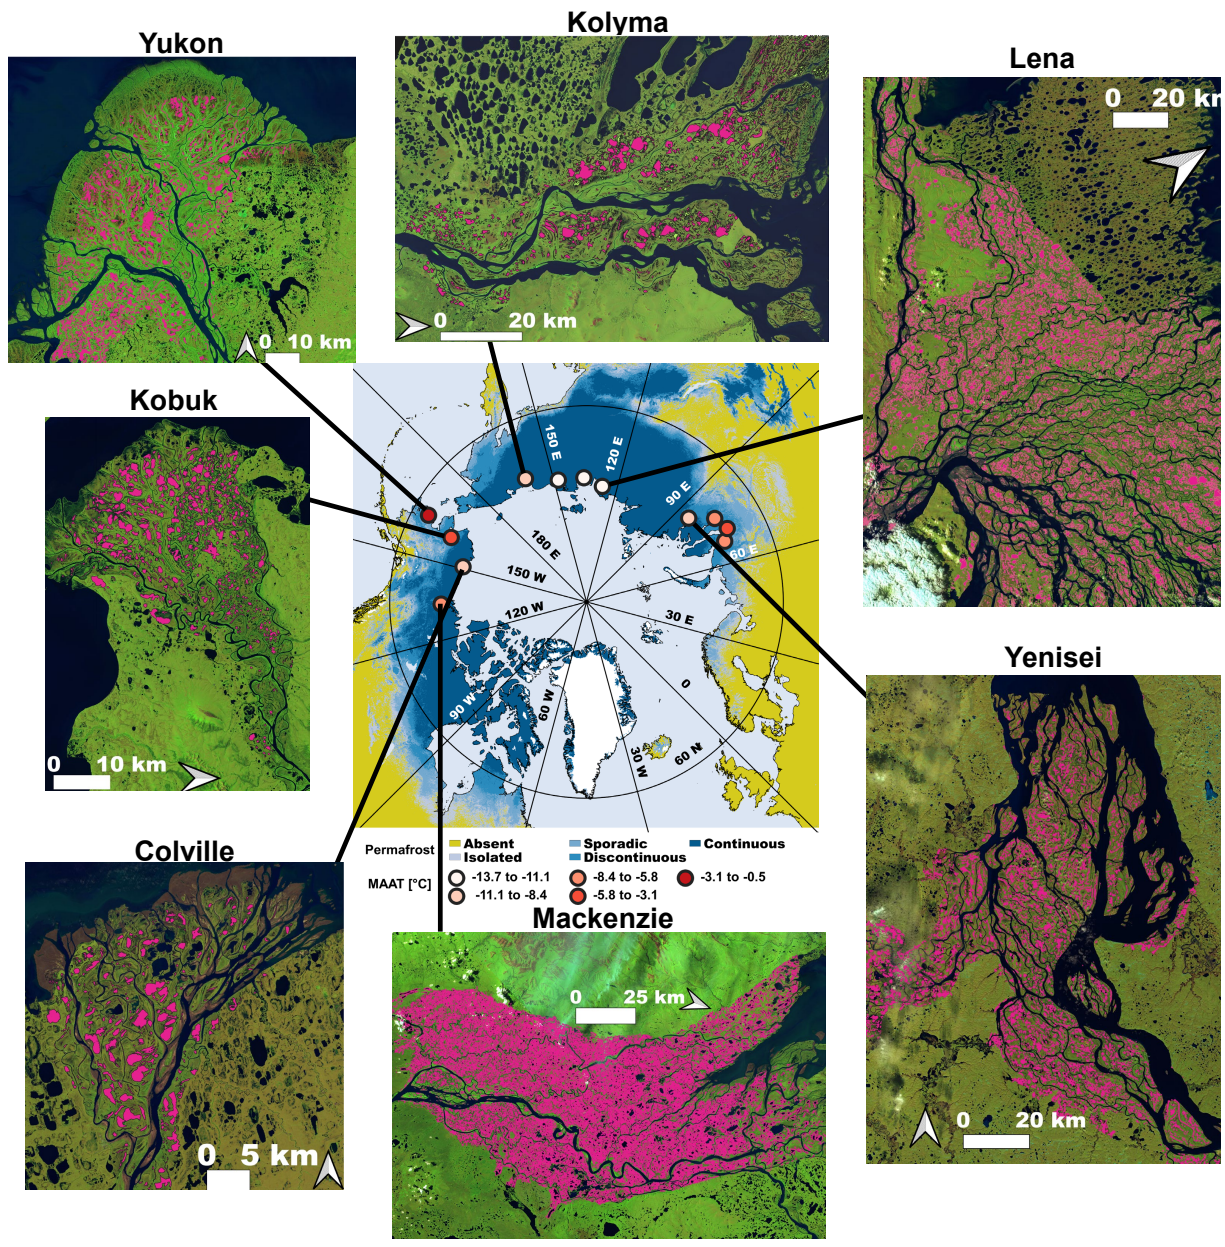 Kolyma
Yukon
Lena
0 20 km
0 10 km
0 20 km
Kobuk
0 10 km
150 E
120 E
90 E
60 E
180 E
150 W
120 W
30 E
90 W
60 W
0
30 W
60 N
Yenisei
0 20 km
Permafrost
Absent
Sporadic
Continuous
Isolated
Discontinuous
MAAT [°C]
-13.7 to -11.1
-8.4 to -5.8
-3.1 to -0.5
-11.1 to -8.4
-5.8 to -3.1
Colville
0 5 km
Mackenzie
0 25 km